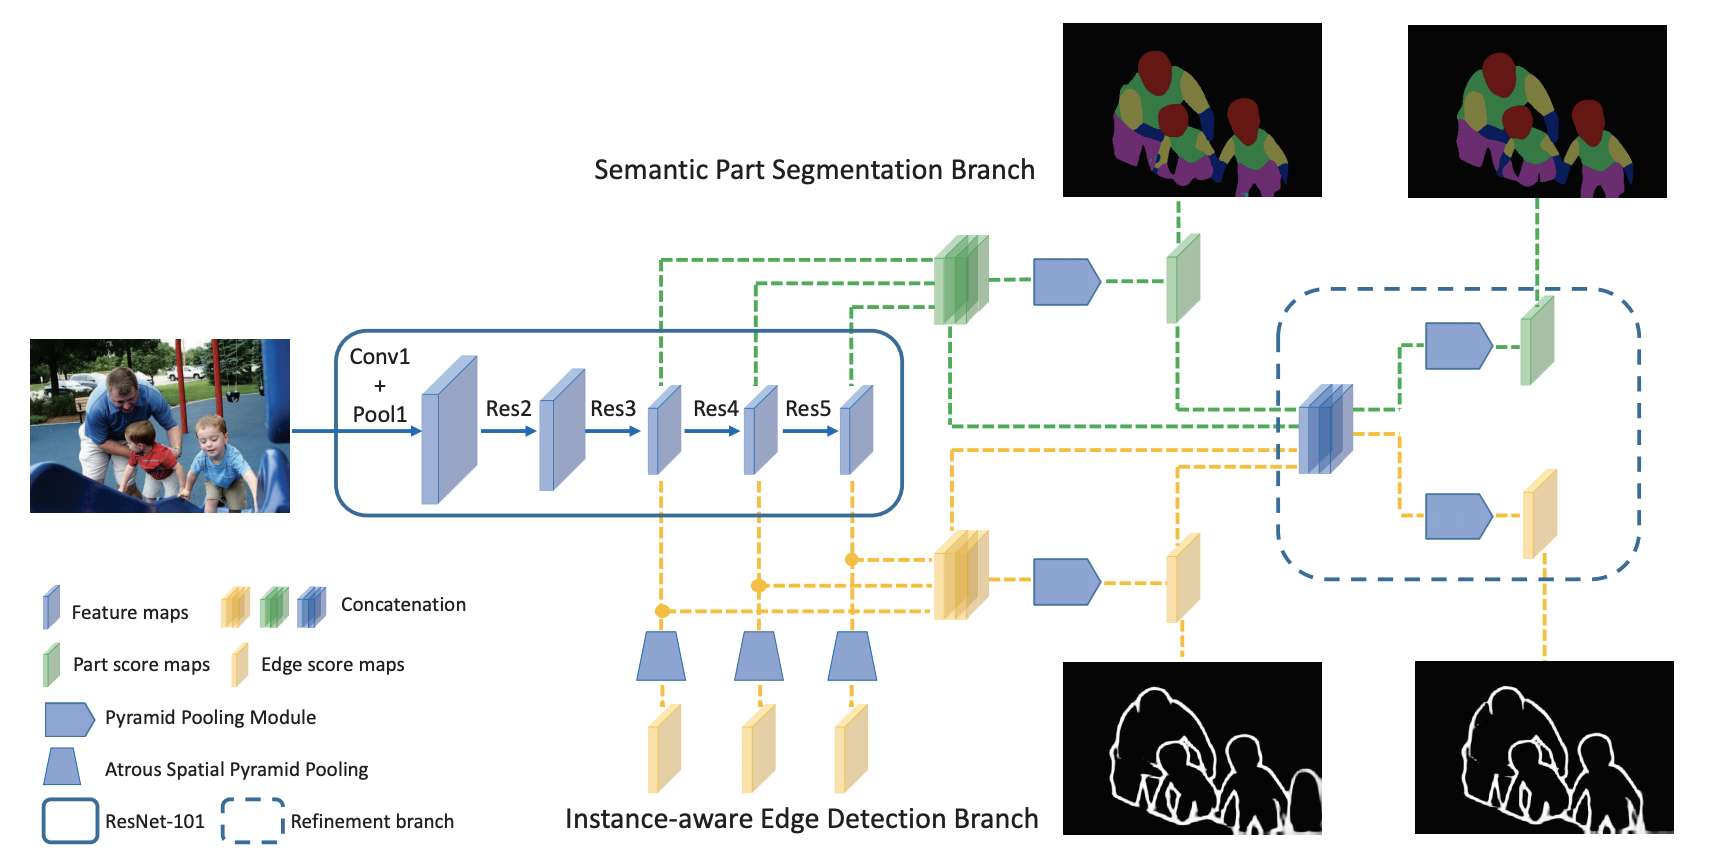 Semantic Part Segmentation Branch
Conv1
+
Pool1
Res2
Res3
Res4
Res5
Feature maps
Concatenation
Part score maps
Edge score maps
Pyramid Pooling Module
Atrous Spatial Pyramid Pooling
ResNet-101
Refinement branch
Instance-aware Edge Detection Branch